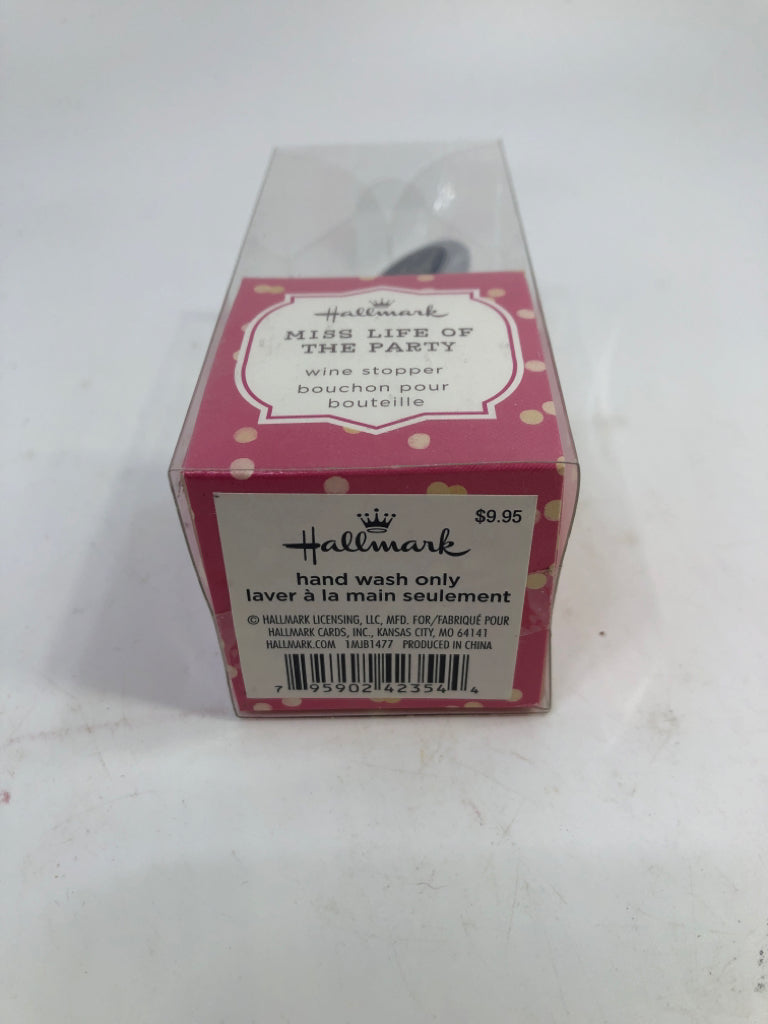 Hallmark
MISS LIFE OF
THE PARTY
wine stopper
bouchon pour
bouteille
Hallmark
$9.95
hand wash only
laver à la main seulement
© HALLMARK LICENSING, LLC, MFD. FOR/FABRIQUÉ POUR
HALLMARK CARDS, INC., KANSAS CITY, MO 64141
HALLMARK.COM 1MJB1477 PRODUCED IN CHINA
7 95902 42354 4